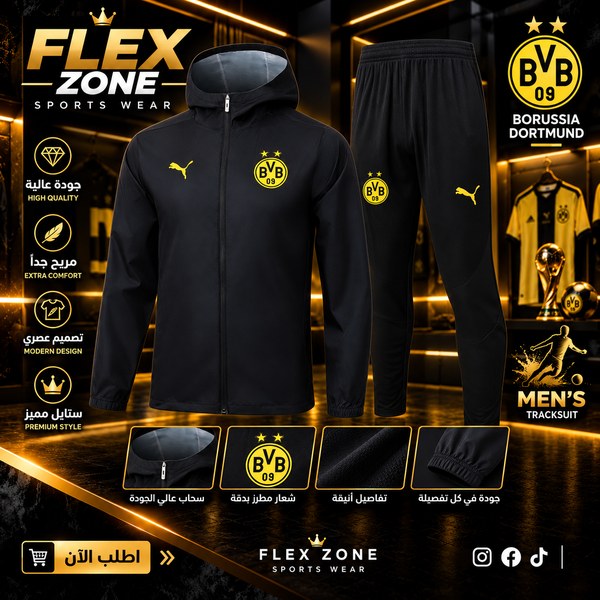 FLEX
ZONE
SPORTS WEAR
BVB
09
BORUSSIA
DORTMUND
جودة عالية
HIGH QUALITY
مريح جداً
EXTRA COMFORT
تصميم عصري
MODERN DESIGN
ستايل مميز
PREMIUM STYLE
BVB
09
BVB
09
MEN'S
TRACKSUIT
BVB
09
سحاب عالي الجودة
شعار مطرز بدقة
تفاصيل أنيقة
جودة في كل تفصيلة
اطلب الآن
FLEX ZONE
SPORTS WEAR